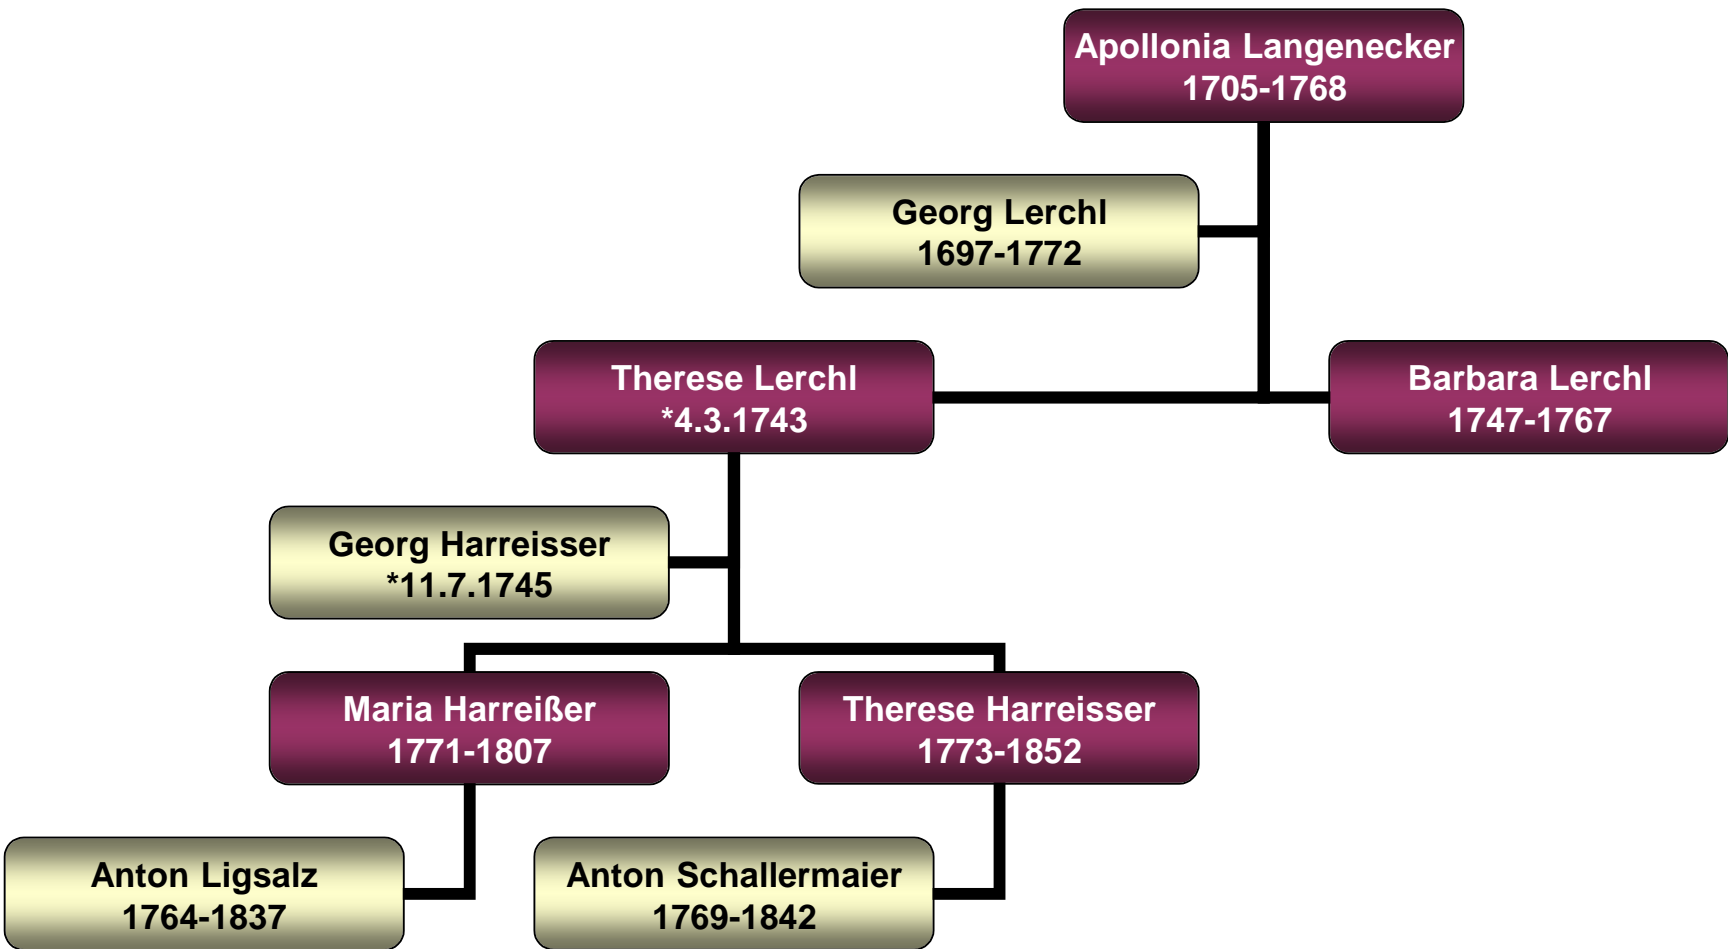 Apollonia Langenecker
1705-1768
Georg Lerchl
1697-1772
Therese Lerchl
*4.3.1743
Barbara Lerchl
1747-1767
Georg Harreisser
*11.7.1745
Maria Harreißer
1771-1807
Therese Harreisser
1773-1852
Anton Ligsalz
1764-1837
Anton Schallermaier
1769-1842